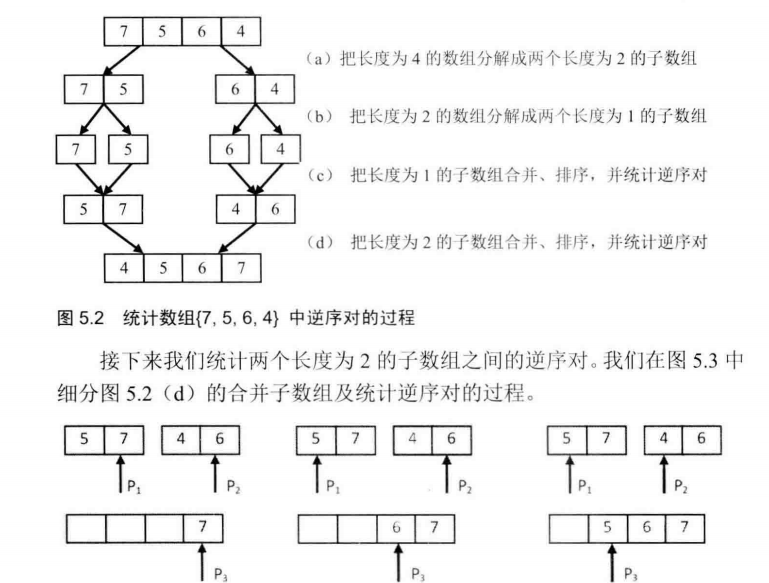 7 5 6 4
(a) 把长度为 4 的数组分解成两个长度为 2 的子数组
7 5 6 4
(b) 把长度为 2 的数组分解成两个长度为 1 的子数组
7 5 6 4
(c) 把长度为 1 的子数组合并、排序，并统计逆序对
5 7 4 6
(d) 把长度为 2 的子数组合并、排序，并统计逆序对
4 5 6 7
图 5.2 统计数组{7, 5, 6, 4} 中逆序对的过程
接下来我们统计两个长度为 2 的子数组之间的逆序对。我们在图 5.3 中
细分图 5.2（d）的合并子数组及统计逆序对的过程。
5 7 4 6 5 7 4 6 5 7 4 6
P1 P2 P1 P2 P1 P2
7 6 7 5 6 7
P3 P3 P3